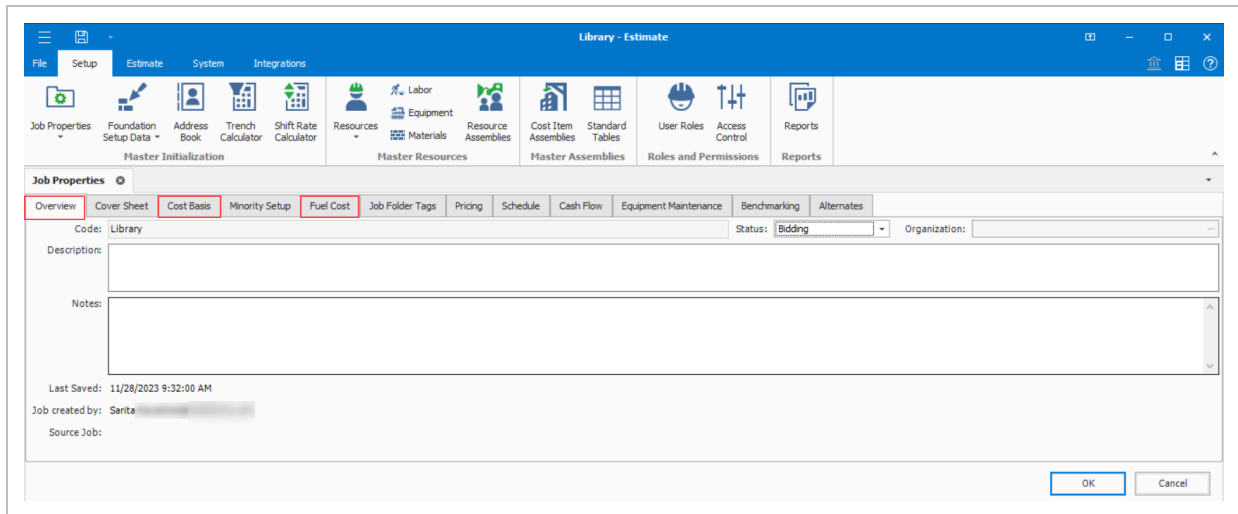 Library - Estimate
File Setup Estimate System Integrations
Job Properties Foundation Setup Data Address Book Trench Calculator Shift Rate Calculator Resources Labor Equipment Materials Resource Assemblies Cost Item Assemblies Standard Tables User Roles Access Control Reports
Master Initialization Master Resources Master Assemblies Roles and Permissions Reports
Job Properties
Overview Cover Sheet Cost Basis Minority Setup Fuel Cost Job Folder Tags Pricing Schedule Cash Flow Equipment Maintenance Benchmarking Alternates
Code: Library Status: Bidding Organization:
Description:
Notes:
Last Saved: 11/28/2023 9:32:00 AM
Job created by: Sarita
Source Job:
OK Cancel